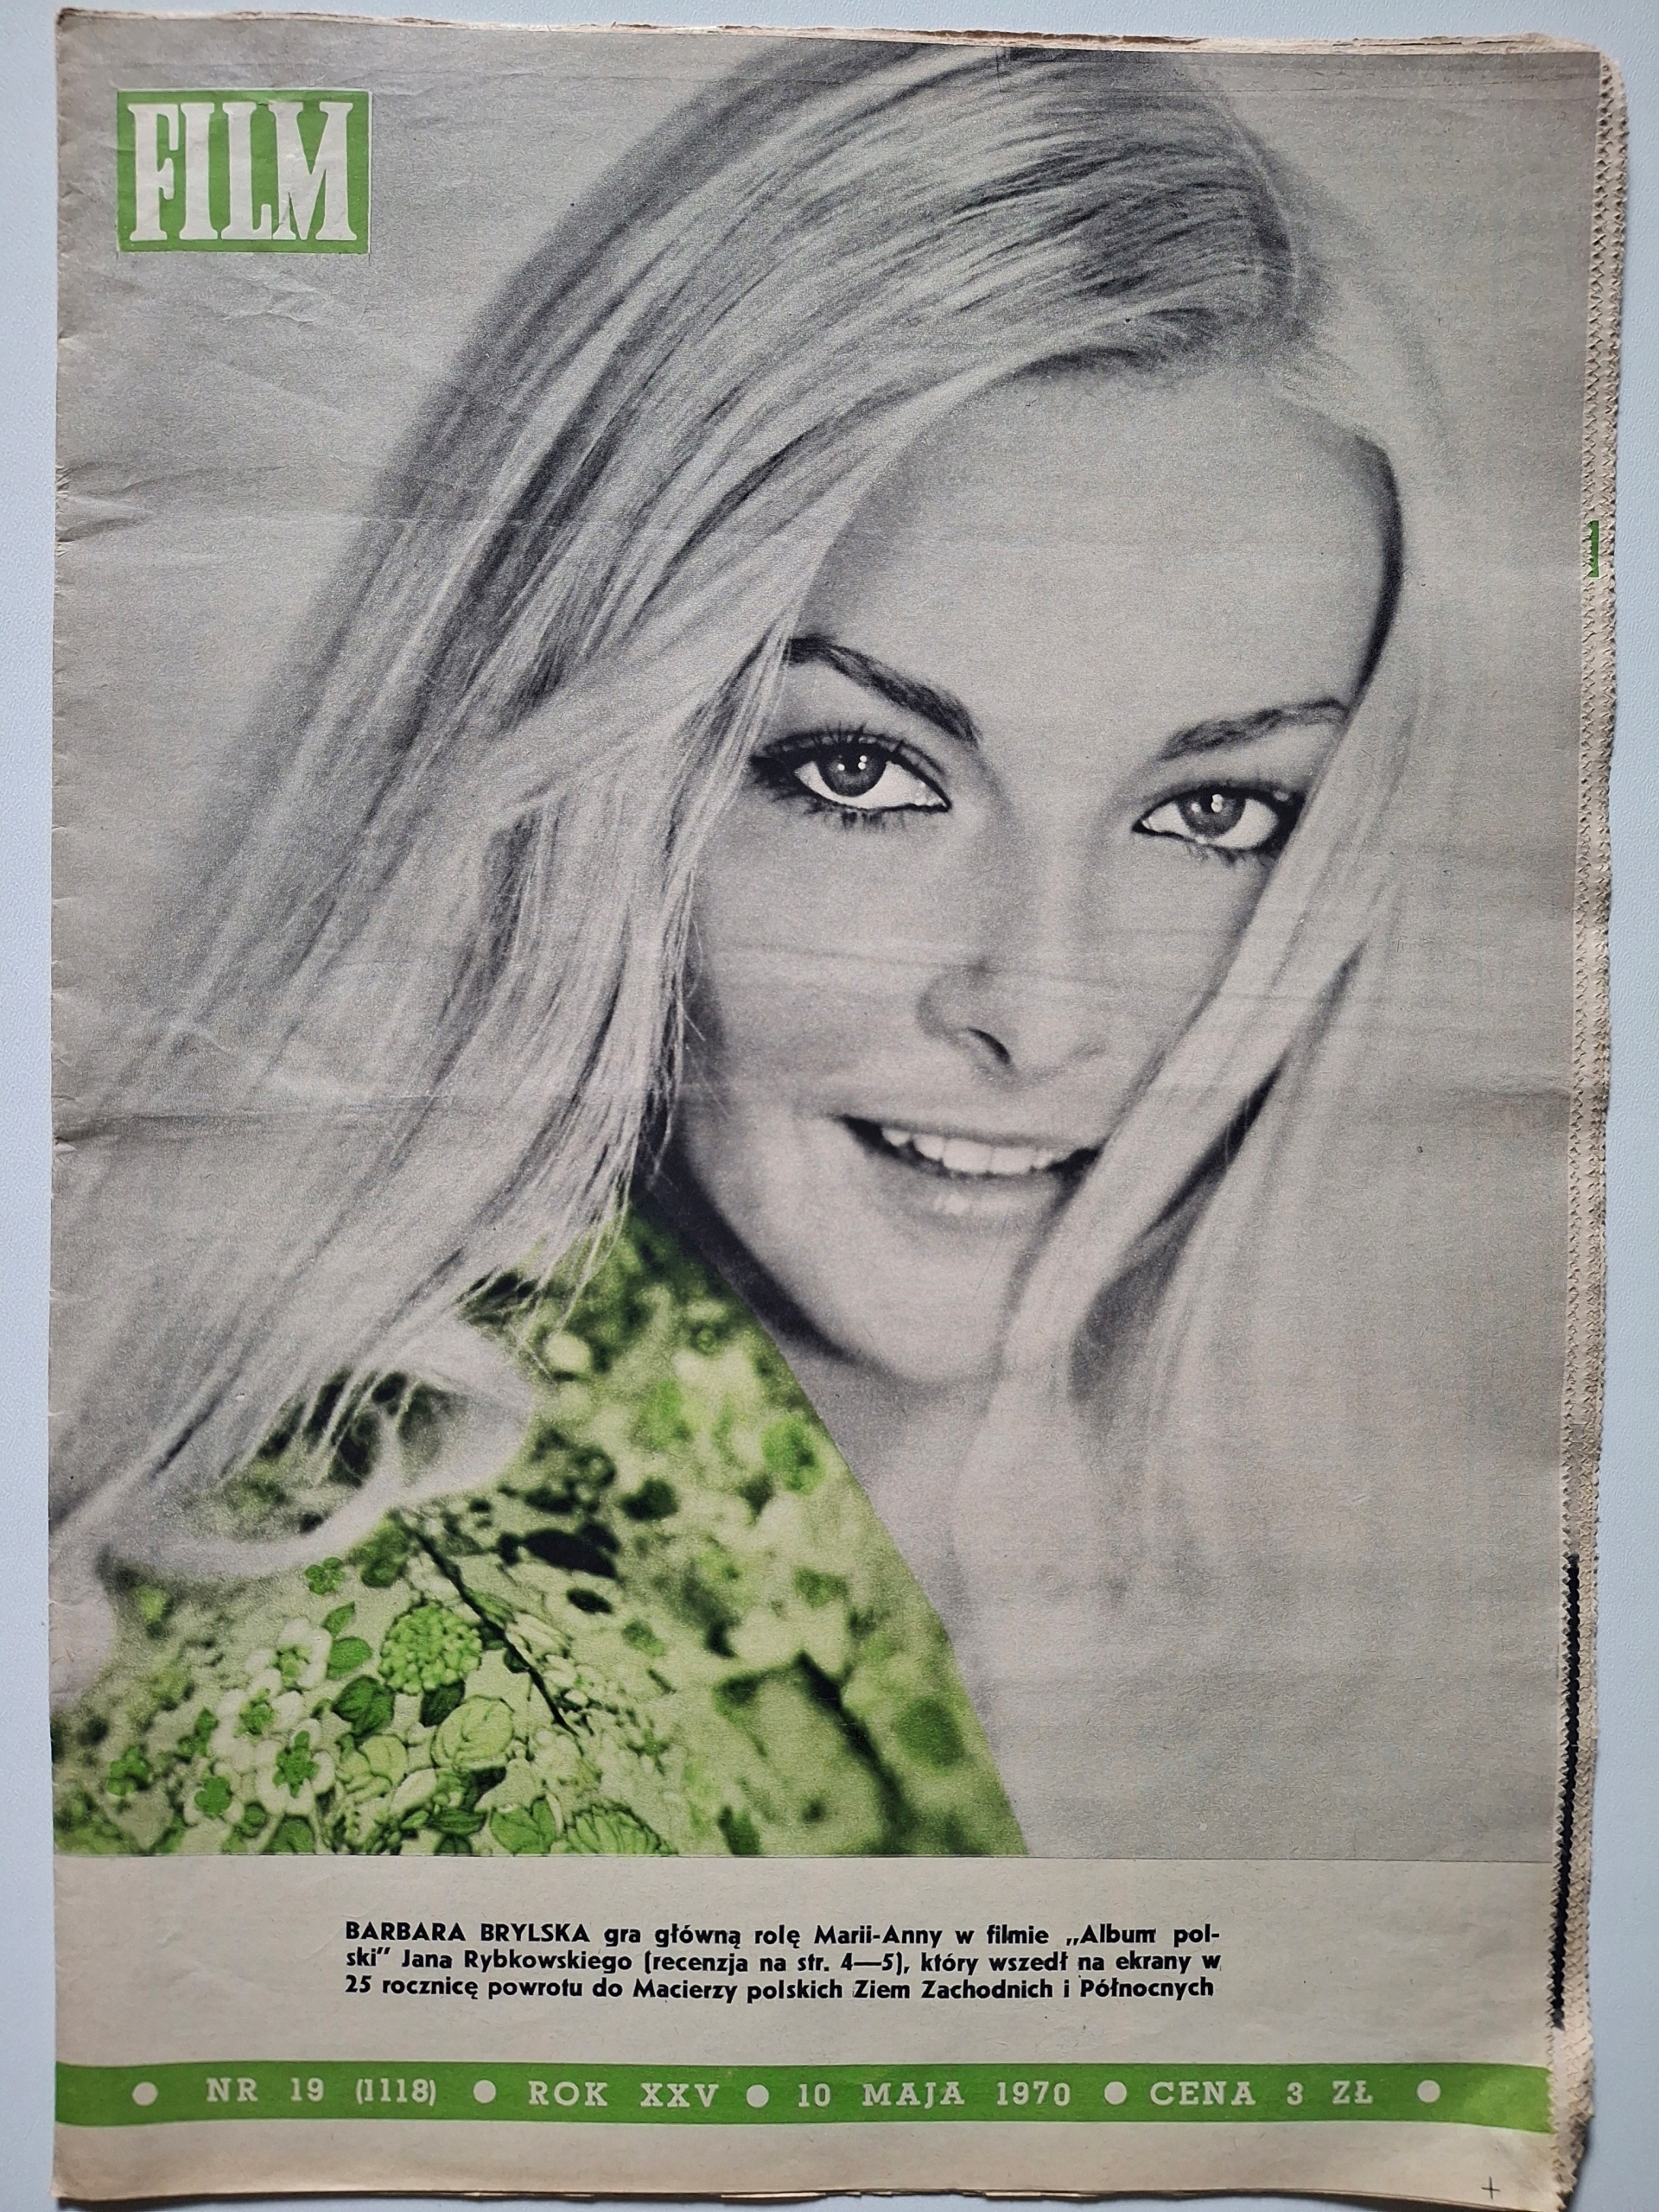 FILM
BARBARA BRYLSKA gra główną rolę Marii-Anny w filmie „Album pol-
ski” Jana Rybkowskiego (recenzja na str. 4—5), który wszedł na ekrany w
25 rocznicę powrotu do Macierzy polskich Ziem Zachodnich i Północnych
● NR 19 (1118) ● ROK XXV ● 10 MAJA 1970 ● CENA 3 ZŁ ●